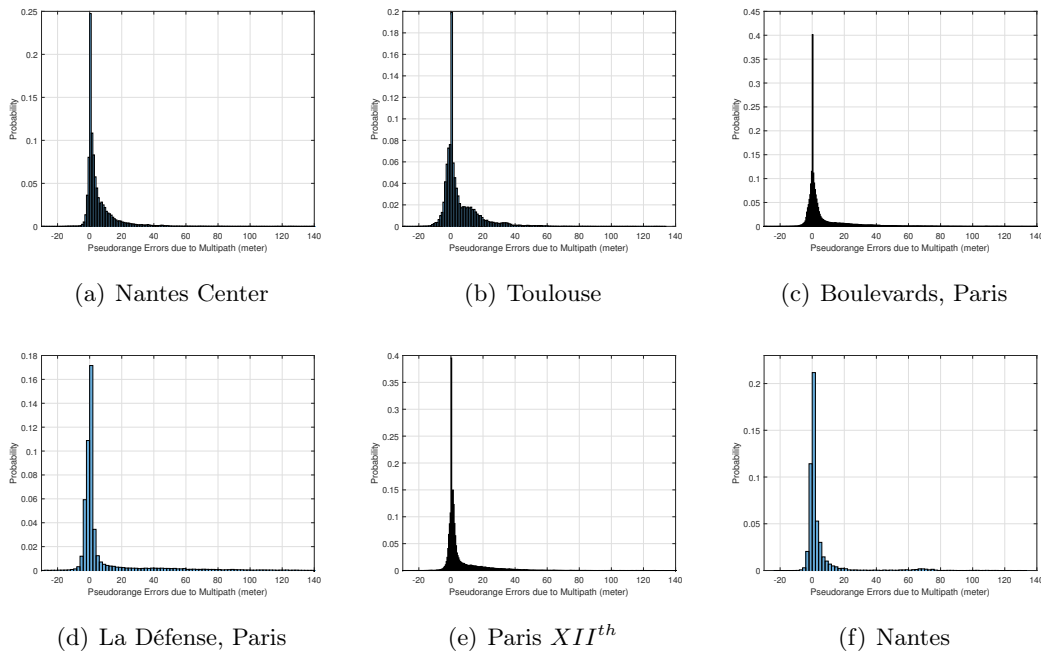 0.25
0.2
0.15
0.1
0.05
0
Probability
-20 0 20 40 60 80 100 120 140
Pseudorange Errors due to Multipath (meter)
(a) Nantes Center
0.2
0.18
0.16
0.14
0.12
0.1
0.08
0.06
0.04
0.02
0
Probability
-20 0 20 40 60 80 100 120 140
Pseudorange Errors due to Multipath (meter)
(b) Toulouse
0.45
0.4
0.35
0.3
0.25
0.2
0.15
0.1
0.05
0
Probability
-20 0 20 40 60 80 100 120 140
Pseudorange Errors due to Multipath (meter)
(c) Boulevards, Paris
0.18
0.16
0.14
0.12
0.1
0.08
0.06
0.04
0.02
0
Probability
-20 0 20 40 60 80 100 120 140
Pseudorange Errors due to Multipath (meter)
(d) La Défense, Paris
0.4
0.35
0.3
0.25
0.2
0.15
0.1
0.05
0
Probability
-20 0 20 40 60 80 100 120 140
Pseudorange Errors due to Multipath (meter)
(e) Paris XII^th
0.2
0.15
0.1
0.05
0
Probability
-20 0 20 40 60 80 100 120 140
Pseudorange Errors due to Multipath (meter)
(f) Nantes